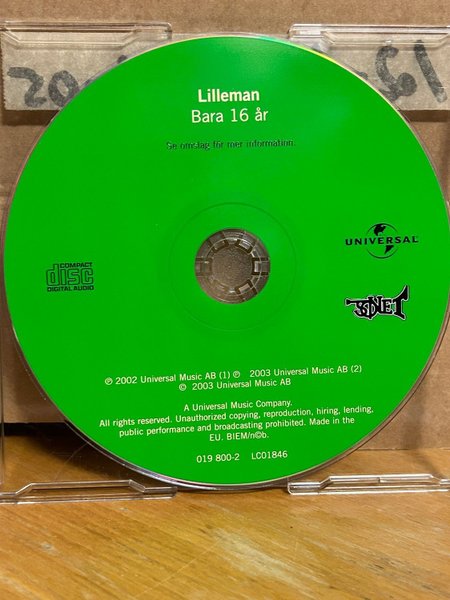 Lilleman
Bara 16 år
Se omslag för mer information.
UNIVERSAL
COMPACT
disc
DIGITAL AUDIO
℗ 2002 Universal Music AB (1) ℗ 2003 Universal Music AB (2)
℗ © 2003 Universal Music AB
A Universal Music Company.
All rights reserved. Unauthorized copying, reproduction, hiring, lending,
public performance and broadcasting prohibited. Made in the
EU. BIEM/n©b.
019 800-2 LC01846